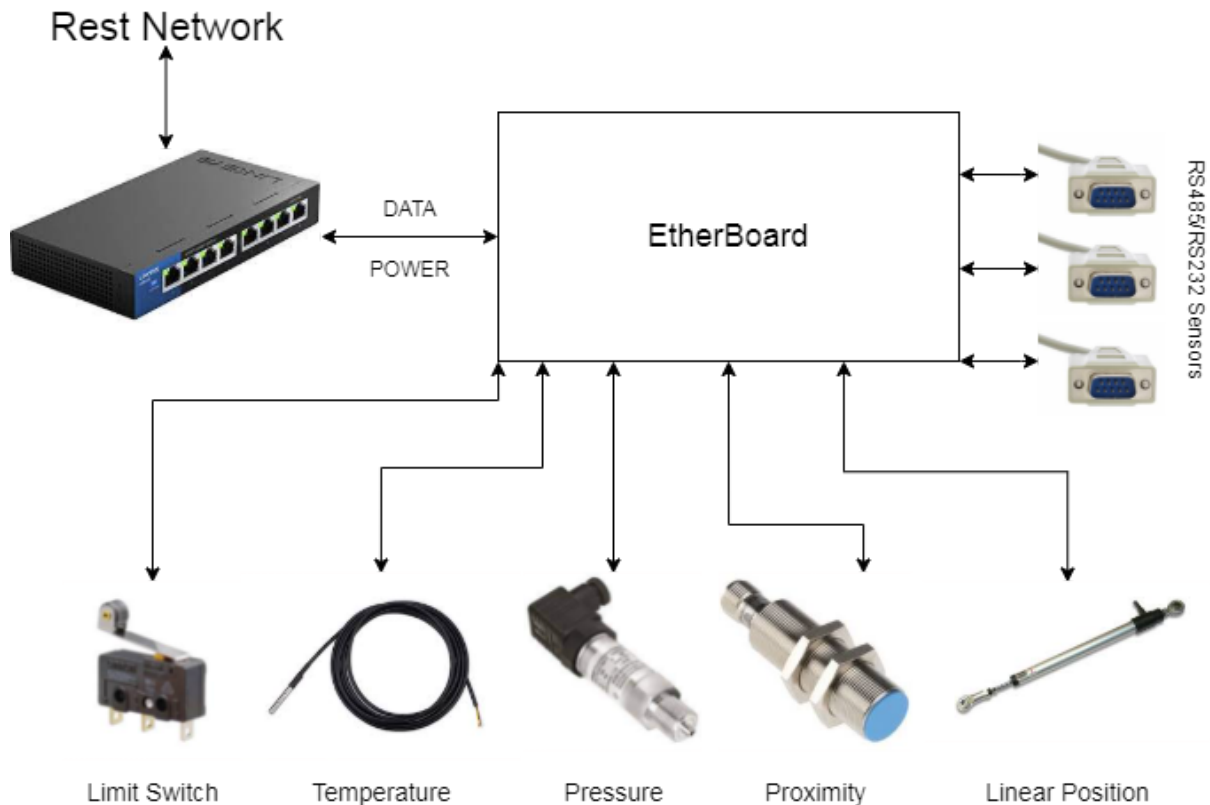 Rest Network
DATA
POWER
EtherBoard
RS485/RS232 Sensors
Limit Switch
Temperature
Pressure
Proximity
Linear Position